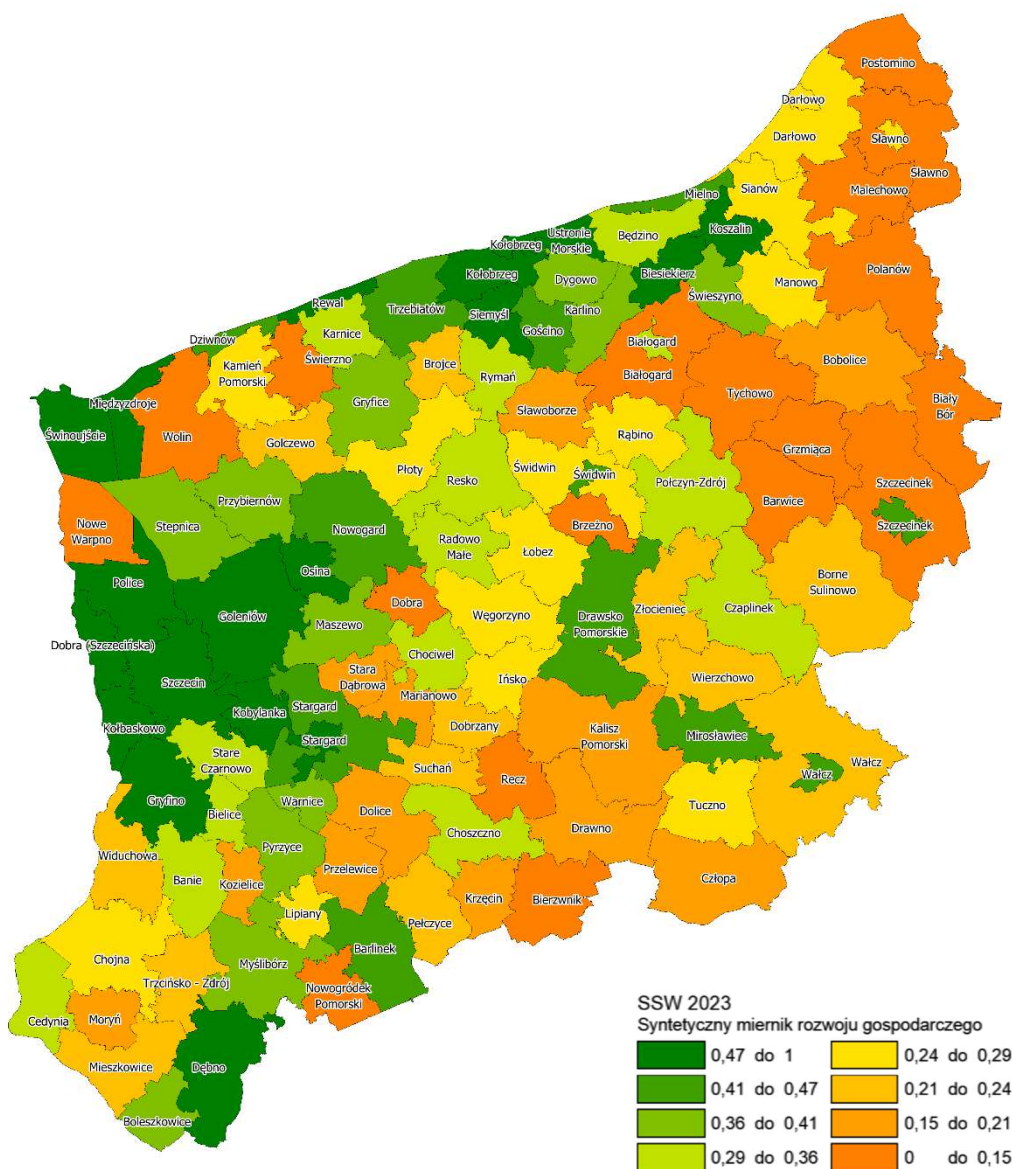 Postomino
Darłowo
Darłowo
Sławno
Sławno
Mielno
Sianów
Malechowo
Ustronie
Morskie
Kołobrzeg
Będzino
Koszalin
Kołobrzeg
Dygowo
Biesiekierz
Manowo
Polanów
Rewal
Trzebiatów
Siemyśl
Gościno
Karlino
Świeszyno
Dziwnów
Karnice
Świerzno
Białogard
Bobolice
Kamień
Pomorski
Brojce
Rymań
Białogard
Tychowo
Biały
Bór
Międzyzdroje
Gryfice
Sławoborze
Świnoujście
Wolin
Golczewo
Rąbino
Grzmiąca
Płoty
Świdwin
Świdwin
Resko
Połczyn-Zdrój
Szczecinek
Przybiernów
Barwice
Nowe
Warpno
Stepnica
Nowogard
Brzeżno
Szczecinek
Radowo
Małe
Łobez
Police
Osina
Borne
Sulinowo
Goleniów
Dobra
Złocieniec
Czaplinek
Maszewo
Węgorzyno
Drawsko
Pomorskie
Dobra (Szczecińska)
Chociwel
Szczecin
Stara
Dąbrowa
Ińsko
Wierzchowo
Kobylanka
Stargard
Marianowo
Kołbaskowo
Stargard
Dobrzany
Kalisz
Pomorski
Mirosławiec
Stare
Czarnowo
Suchań
Recz
Wałcz
Wałcz
Gryfino
Warnice
Tuczno
Bielice
Dolice
Choszczno
Drawno
Widuchowa
Pyrzyce
Banie
Kozielice
Przelewice
Człopa
Krzęcin
Bierzwnik
Lipiany
Pełczyce
Chojna
Myślibórz
Barlinek
Trzcińsko - Zdrój
Nowogródek
Pomorski
Cedynia
Moryń
Mieszkowice
Dębno
Boleszkowice
SSW 2023
Syntetyczny miernik rozwoju gospodarczego
0,47 do 1
0,24 do 0,29
0,41 do 0,47
0,21 do 0,24
0,36 do 0,41
0,15 do 0,21
0,29 do 0,36
0 do 0,15